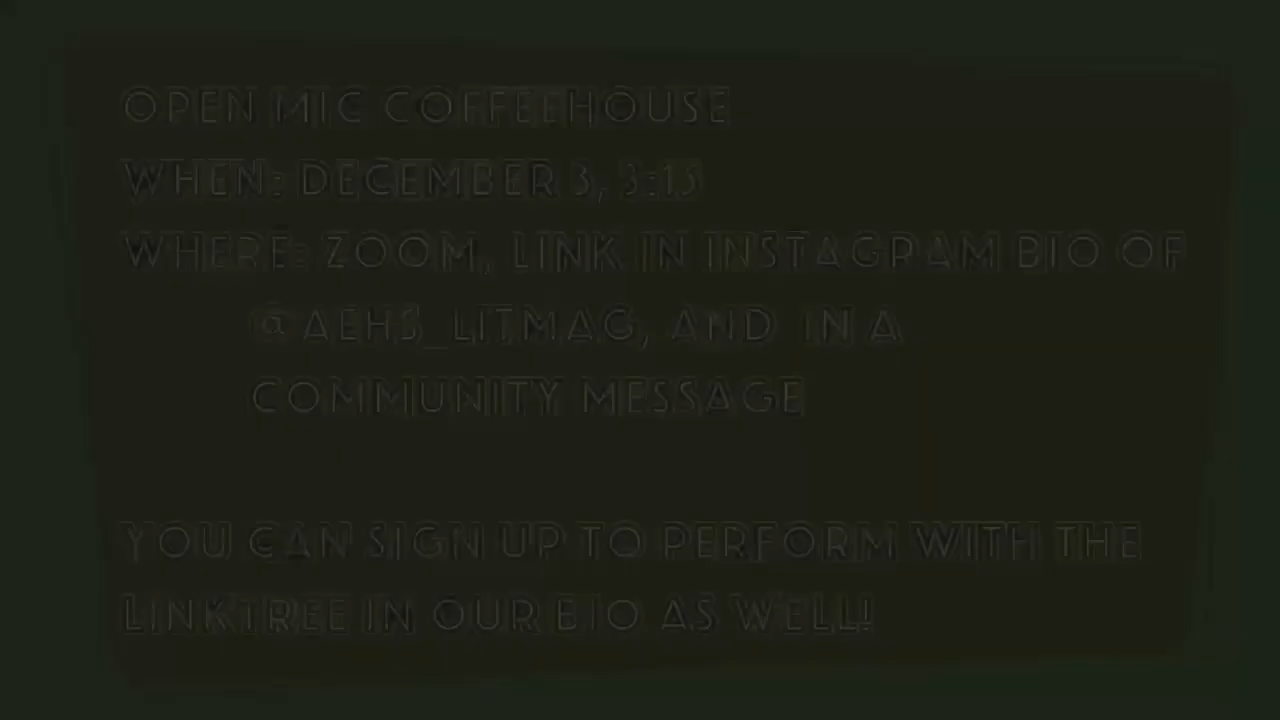 OPEN MIC COFFEEHOUSE
WHEN: DECEMBER 3, 3:15
WHERE: ZOOM, LINK IN INSTAGRAM BIO OF
@AEHS_LITMAG, AND IN A
COMMUNITY MESSAGE
YOU CAN SIGN UP TO PERFORM WITH THE
LINKTREE IN OUR BIO AS WELL!